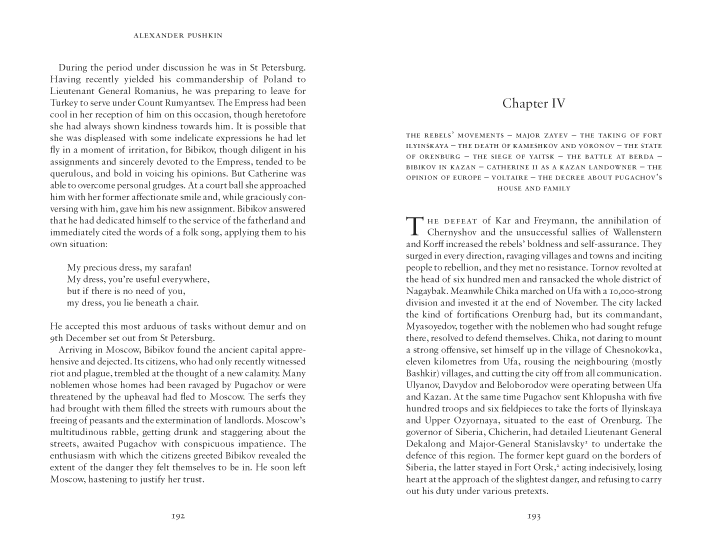 ALEXANDER PUSHKIN
During the period under discussion he was in St Petersburg.
Having recently yielded his commandership of Poland to
Lieutenant General Romanius, he was preparing to leave for
Turkey to serve under Count Rumyantsev. The Empress had been
cool in her reception of him on this occasion, though heretofore
she had always shown kindness towards him. It is possible that
she was displeased with some indelicate expressions he had let
fly in a moment of irritation, for Bibikov, though diligent in his
assignments and sincerely devoted to the Empress, tended to be
querulous, and bold in voicing his opinions. But Catherine was
able to overcome personal grudges. At a court ball she approached
him with her former affectionate smile and, while graciously con-
versing with him, gave him his new assignment. Bibikov answered
that he had dedicated himself to the service of the fatherland and
immediately cited the words of a folk song, applying them to his
own situation:
My precious dress, my sarafan!
My dress, you're useful everywhere,
but if there is no need of you,
my dress, you lie beneath a chair.
He accepted this most arduous of tasks without demur and on
9th December set out from St Petersburg.
Arriving in Moscow, Bibikov found the ancient capital appre-
hensive and dejected. Its citizens, who had only recently witnessed
riot and plague, trembled at the thought of a new calamity. Many
noblemen whose homes had been ravaged by Pugachov or were
threatened by the upheaval had fled to Moscow. The serfs they
had brought with them filled the streets with rumours about the
freeing of peasants and the extermination of landlords. Moscow's
multitudinous rabble, getting drunk and staggering about the
streets, awaited Pugachov with conspicuous impatience. The
enthusiasm with which the citizens greeted Bibikov revealed the
extent of the danger they felt themselves to be in. He soon left
Moscow, hastening to justify her trust.
192
Chapter IV
THE REBELS' MOVEMENTS – MAJOR ZAYEV – THE TAKING OF FORT
ILYINSKAYA – THE DEATH OF KAMESHKOV AND VORONOV – THE STATE
OF ORENBURG – THE SIEGE OF YAITSK – THE BATTLE AT BERDA –
BIBIKOV IN KAZAN – CATHERINE II AS A KAZAN LANDOWNER – THE
OPINION OF EUROPE – VOLTAIRE – THE DECREE ABOUT PUGACHOV'S
HOUSE AND FAMILY
THE DEFEAT of Kar and Freymann, the annihilation of
Chernyshov and the unsuccessful sallies of Wallenstern
and Korff increased the rebels' boldness and self-assurance. They
surged in every direction, ravaging villages and towns and inciting
people to rebellion, and they met no resistance. Tornov revolted at
the head of six hundred men and ransacked the whole district of
Nagaybak. Meanwhile Chika marched on Ufa with a 10,000-strong
division and invested it at the end of November. The city lacked
the kind of fortifications Orenburg had, but its commandant,
Myasoyedov, together with the noblemen who had sought refuge
there, resolved to defend themselves. Chika, not daring to mount
a strong offensive, set himself up in the village of Chesnokovka,
eleven kilometres from Ufa, rousing the neighbouring (mostly
Bashkir) villages, and cutting the city off from all communication.
Ulyanov, Davydov and Beloborodov were operating between Ufa
and Kazan. At the same time Pugachov sent Khlopusha with five
hundred troops and six fieldpieces to take the forts of Ilyinskaya
and Upper Ozyornaya, situated to the east of Orenburg. The
governor of Siberia, Chicherin, had detailed Lieutenant General
Dekalong and Major-General Stanislavsky¹ to undertake the
defence of this region. The former kept guard on the borders of
Siberia, the latter stayed in Fort Orsk,² acting indecisively, losing
heart at the approach of the slightest danger, and refusing to carry
out his duty under various pretexts.
193